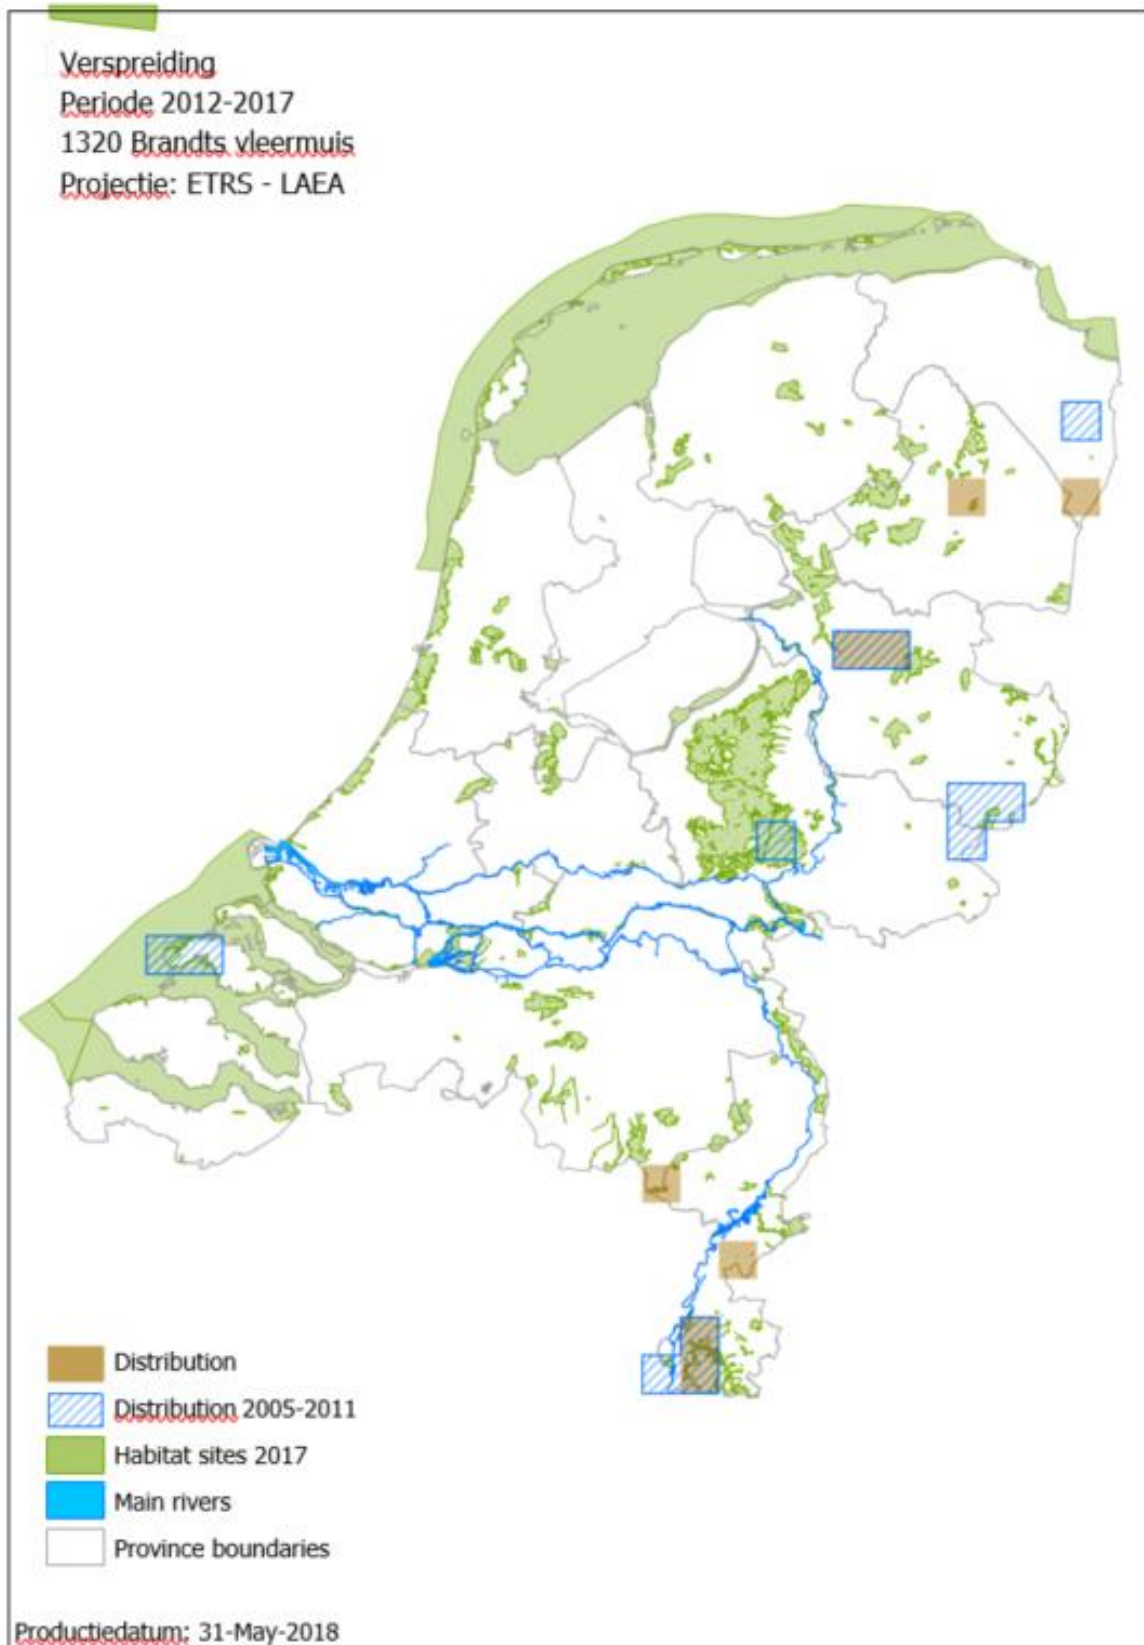 Verspreiding
Periode 2012-2017
1320 Brandts vleermuis
Projectie: ETRS - LAEA
Distribution
Distribution 2005-2011
Habitat sites 2017
Main rivers
Province boundaries
Productiedatum: 31-May-2018